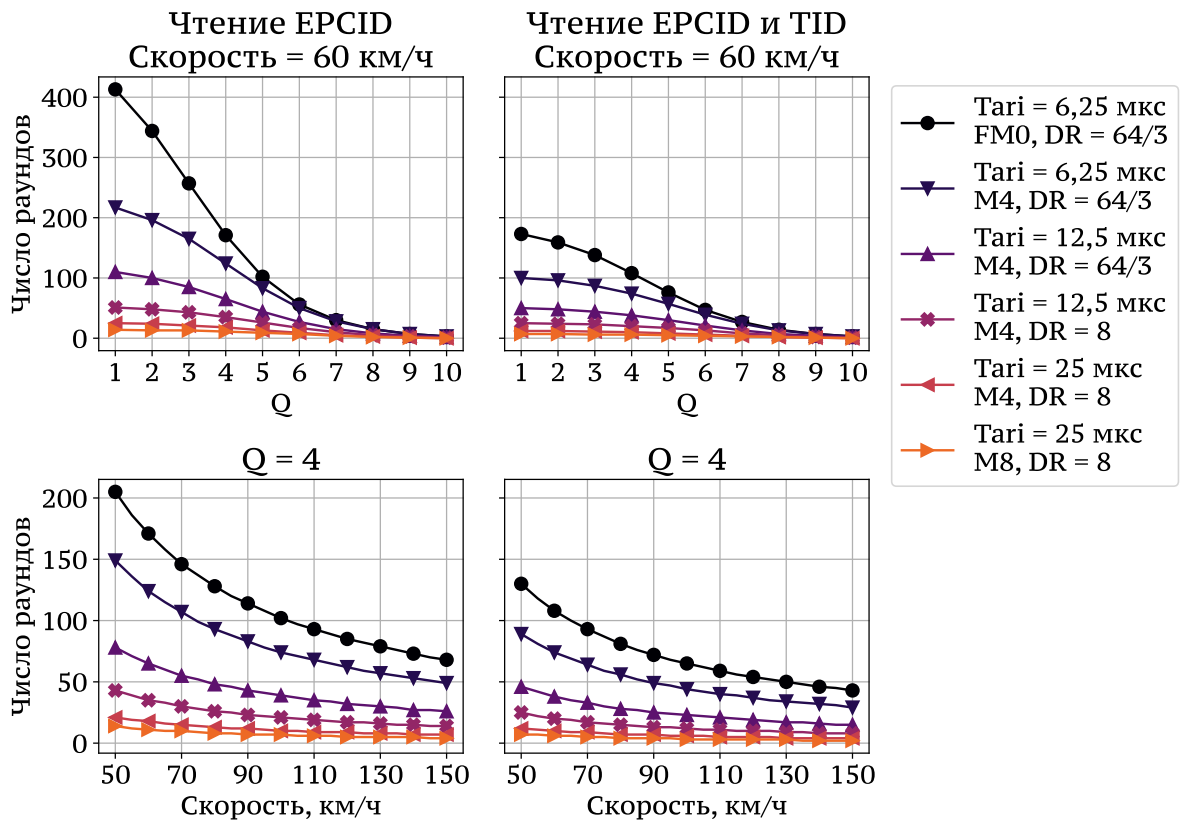 Чтение EPCID
Скорость = 60 км/ч
Чтение EPCID и TID
Скорость = 60 км/ч
Число раундов
400
300
200
100
0
1 2 3 4 5 6 7 8 9 10
Q
1 2 3 4 5 6 7 8 9 10
Q
Tari = 6,25 мкс
FM0, DR = 64/3
Tari = 6,25 мкс
M4, DR = 64/3
Tari = 12,5 мкс
M4, DR = 64/3
Tari = 12,5 мкс
M4, DR = 8
Tari = 25 мкс
M4, DR = 8
Tari = 25 мкс
M8, DR = 8
Q = 4
Q = 4
Число раундов
200
150
100
50
0
50 70 90 110 130 150
Скорость, км/ч
50 70 90 110 130 150
Скорость, км/ч